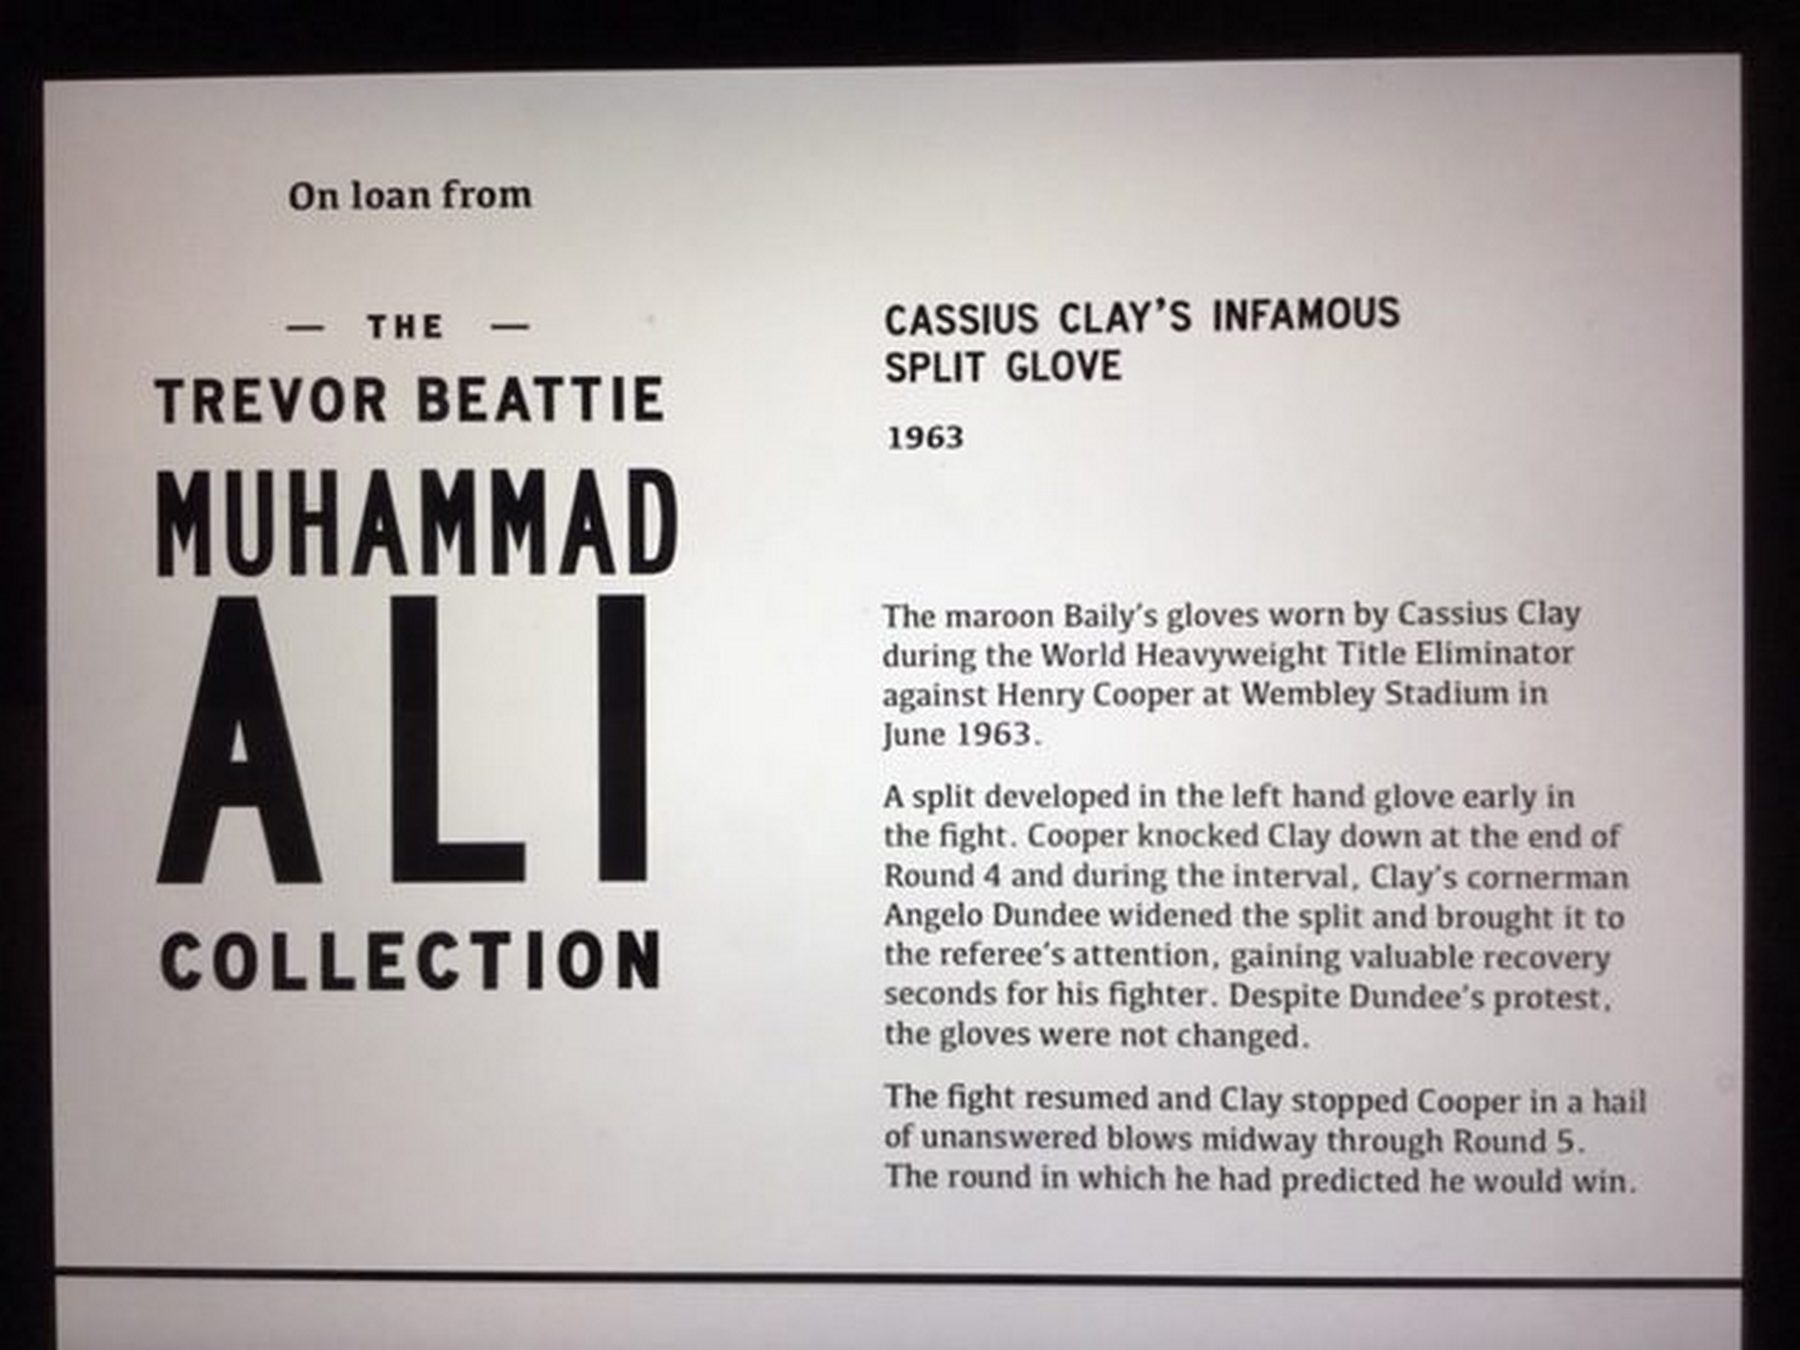 On loan from
— THE —
TREVOR BEATTIE
MUHAMMAD
ALI
COLLECTION
CASSIUS CLAY’S INFAMOUS
SPLIT GLOVE
1963
The maroon Baily’s gloves worn by Cassius Clay
during the World Heavyweight Title Eliminator
against Henry Cooper at Wembley Stadium in
June 1963.
A split developed in the left hand glove early in
the fight. Cooper knocked Clay down at the end of
Round 4 and during the interval, Clay’s cornerman
Angelo Dundee widened the split and brought it to
the referee’s attention, gaining valuable recovery
seconds for his fighter. Despite Dundee’s protest,
the gloves were not changed.
The fight resumed and Clay stopped Cooper in a hail
of unanswered blows midway through Round 5.
The round in which he had predicted he would win.